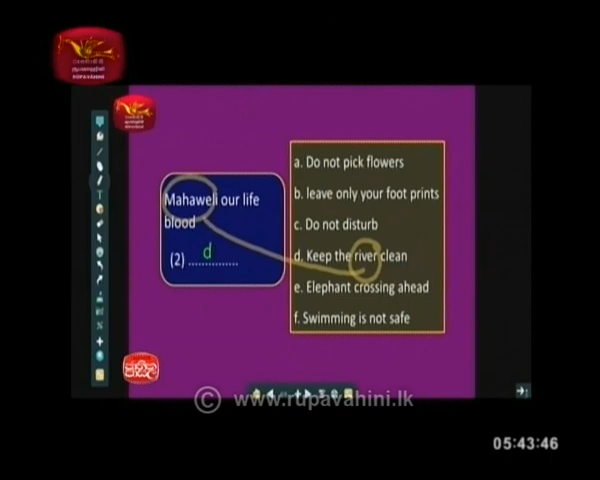 RUPAVAHINI
Mahaweli our life
blood
(2) ...............
d
a. Do not pick flowers
b. leave only your foot prints
c. Do not disturb
d. Keep the river clean
e. Elephant crossing ahead
f. Swimming is not safe
© www.rupavahini.lk
05:43:46